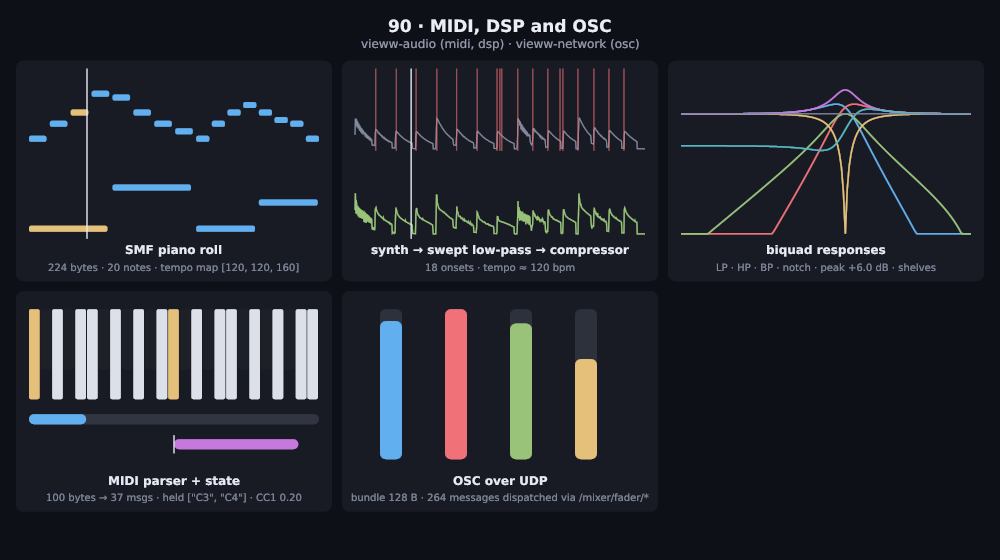 90 · MIDI, DSP and OSC
vieww-audio (midi, dsp) · vieww-network (osc)
SMF piano roll
224 bytes · 20 notes · tempo map [120, 120, 160]
synth → swept low-pass → compressor
18 onsets · tempo ≈ 120 bpm
biquad responses
LP · HP · BP · notch · peak +6.0 dB · shelves
MIDI parser + state
100 bytes → 37 msgs · held ["C3", "C4"] · CC1 0.20
OSC over UDP
bundle 128 B · 264 messages dispatched via /mixer/fader/*